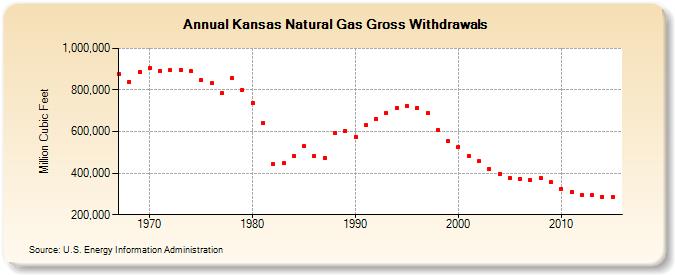 Annual Kansas Natural Gas Gross Withdrawals
Million Cubic Feet
1,000,000
800,000
600,000
400,000
200,000
1970 1980 1990 2000 2010
Source: U.S. Energy Information Administration